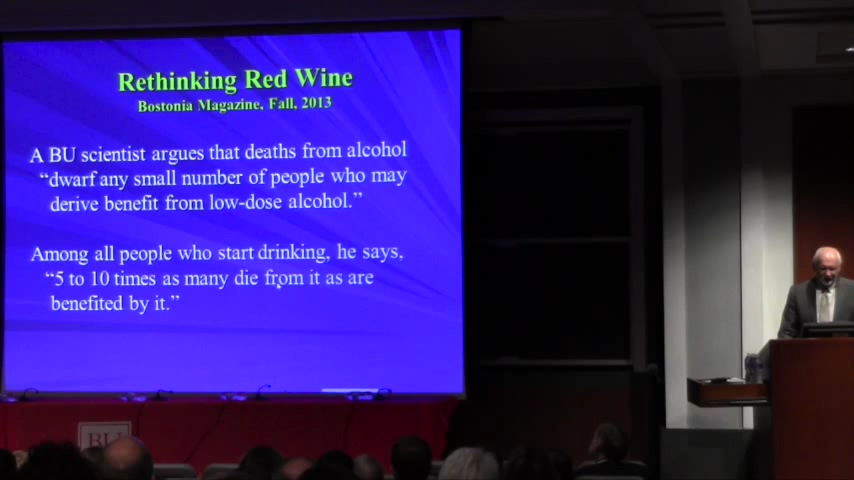 Rethinking Red Wine
Bostonia Magazine, Fall, 2013
A BU scientist argues that deaths from alcohol
“dwarf any small number of people who may
derive benefit from low-dose alcohol.”
Among all people who start drinking, he says,
“5 to 10 times as many die from it as are
benefited by it.”
BU